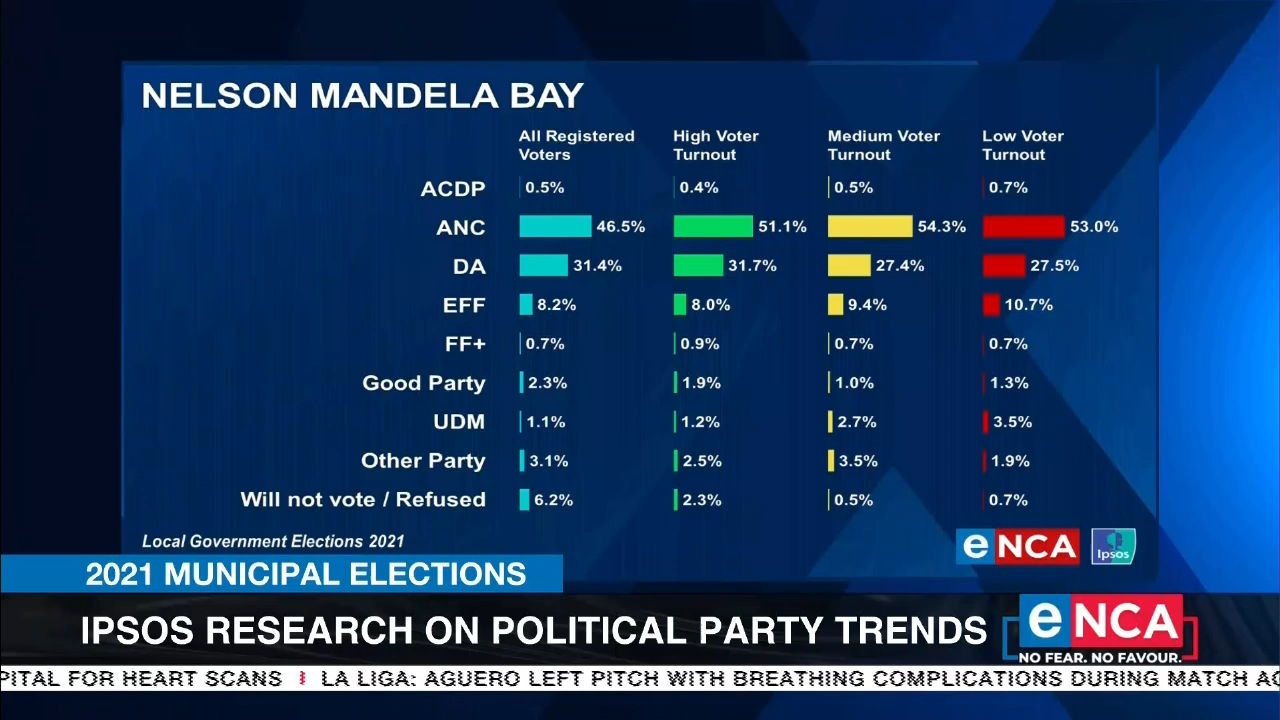 NELSON MANDELA BAY
All Registered Voters High Voter Turnout Medium Voter Turnout Low Voter Turnout
ACDP 0.5% 0.4% 0.5% 0.7%
ANC 46.5% 51.1% 54.3% 53.0%
DA 31.4% 31.7% 27.4% 27.5%
EFF 8.2% 8.0% 9.4% 10.7%
FF+ 0.7% 0.9% 0.7% 0.7%
Good Party 2.3% 1.9% 1.0% 1.3%
UDM 1.1% 1.2% 2.7% 3.5%
Other Party 3.1% 2.5% 3.5% 1.9%
Will not vote / Refused 6.2% 2.3% 0.5% 0.7%
Local Government Elections 2021
eNCA Ipsos
2021 MUNICIPAL ELECTIONS
IPSOS RESEARCH ON POLITICAL PARTY TRENDS
eNCA
NO FEAR. NO FAVOUR.
PITAL FOR HEART SCANS LA LIGA: AGUERO LEFT PITCH WITH BREATHING COMPLICATIONS DURING MATCH